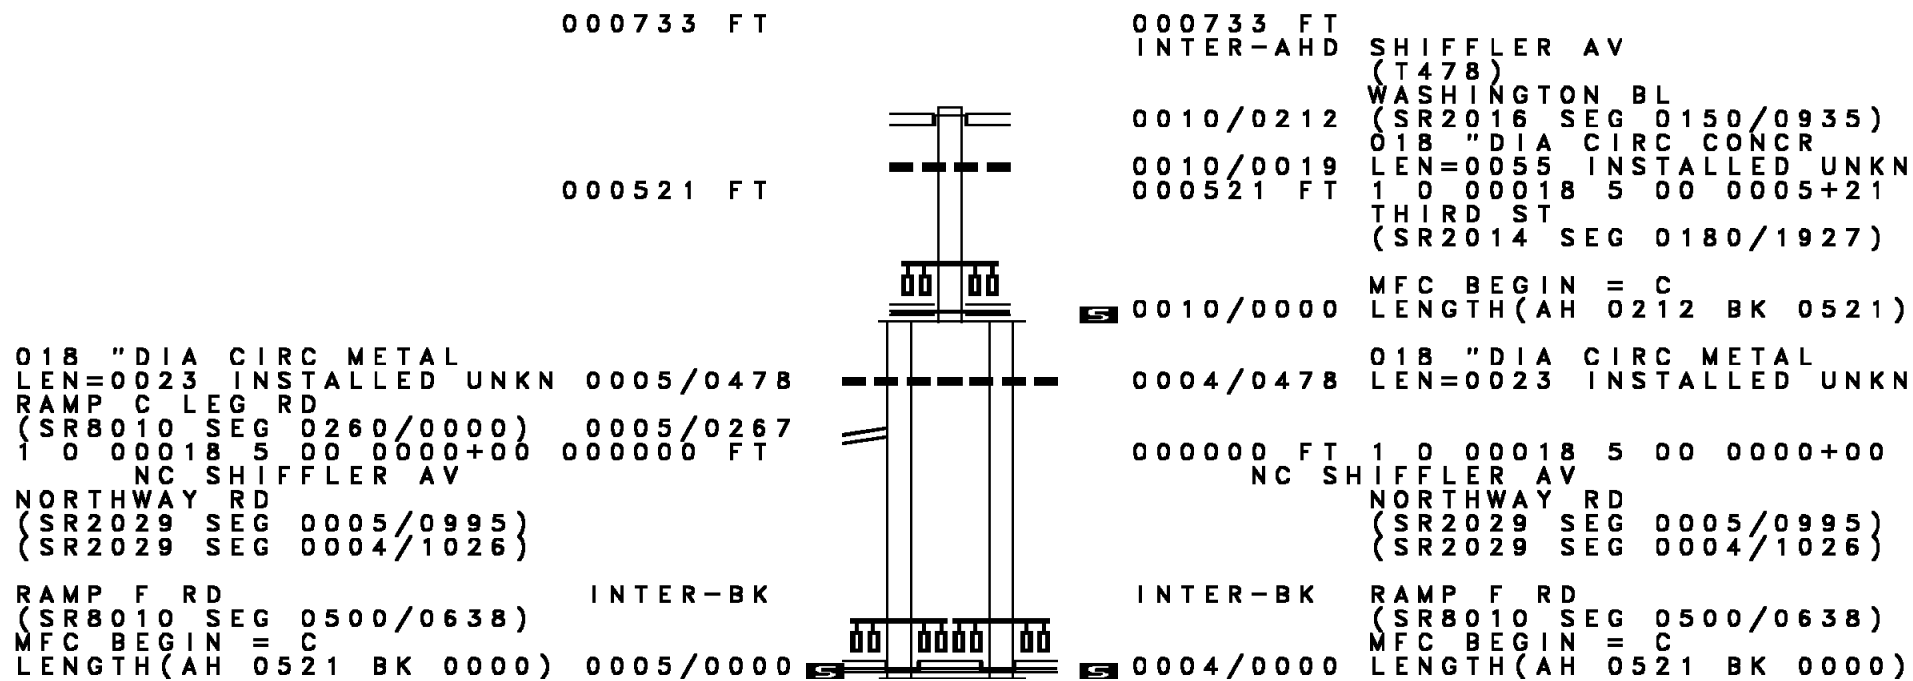 000733 FT 000733 FT
INTER-AHD SHIFFLER AV
(T478)
WASHINGTON BL
0010/0212 (SR2016 SEG 0150/0935)
018 "DIA CIRC CONCR
0010/0019 LEN=0055 INSTALLED UNKN
000521 FT 000521 FT 1 0 00018 5 00 0005+21
THIRD ST
(SR2014 SEG 0180/1927)
MFC BEGIN = C
S 0010/0000 LENGTH(AH 0212 BK 0521)
018 "DIA CIRC METAL 018 "DIA CIRC METAL
LEN=0023 INSTALLED UNKN 0005/0478 0004/0478 LEN=0023 INSTALLED UNKN
RAMP C LEG RD
(SR8010 SEG 0260/0000) 0005/0267
1 0 00018 5 00 0000+00 000000 FT 000000 FT 1 0 00018 5 00 0000+00
NC SHIFFLER AV NC SHIFFLER AV
NORTHWAY RD NORTHWAY RD
(SR2029 SEG 0005/0995) (SR2029 SEG 0005/0995)
(SR2029 SEG 0004/1026) (SR2029 SEG 0004/1026)
RAMP F RD INTER-BK INTER-BK RAMP F RD
(SR8010 SEG 0500/0638) (SR8010 SEG 0500/0638)
MFC BEGIN = C MFC BEGIN = C
LENGTH(AH 0521 BK 0000) 0005/0000 S S 0004/0000 LENGTH(AH 0521 BK 0000)